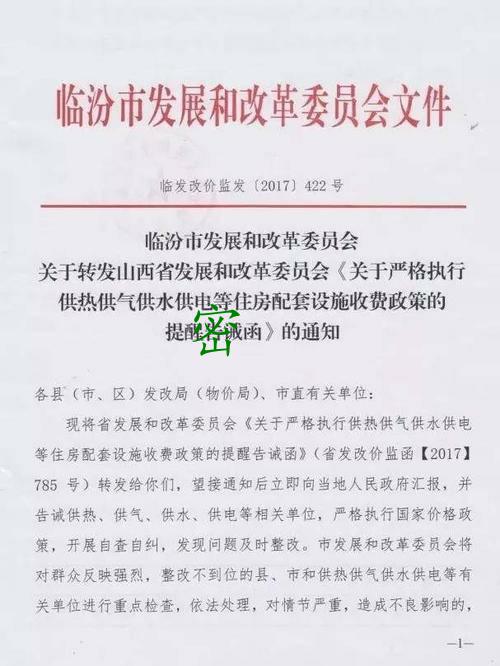 临汾市发展和改革委员会文件
临发改价监发〔2017〕422 号
临汾市发展和改革委员会
关于转发山西省发展和改革委员会《关于严格执行
供热供气供水供电等住房配套设施收费政策的
提醒告诫函》的通知
密
各县（市、区）发改局（物价局）、市直有关单位：
现将省发展和改革委员会《关于严格执行供热供气供水供电
等住房配套设施收费政策的提醒告诫函》（省发改价监函【2017】
785 号）转发给你们，望接通知后立即向当地人民政府汇报，并
告诫供热、供气、供水、供电等相关单位，严格执行国家价格政
策，开展自查自纠，发现问题及时整改。市发展和改革委员会将
对群众反映强烈，整改不到位的县、市和供热供气供水供电等有
关单位进行重点检查，依法处理，对情节严重，造成不良影响的，
—1—